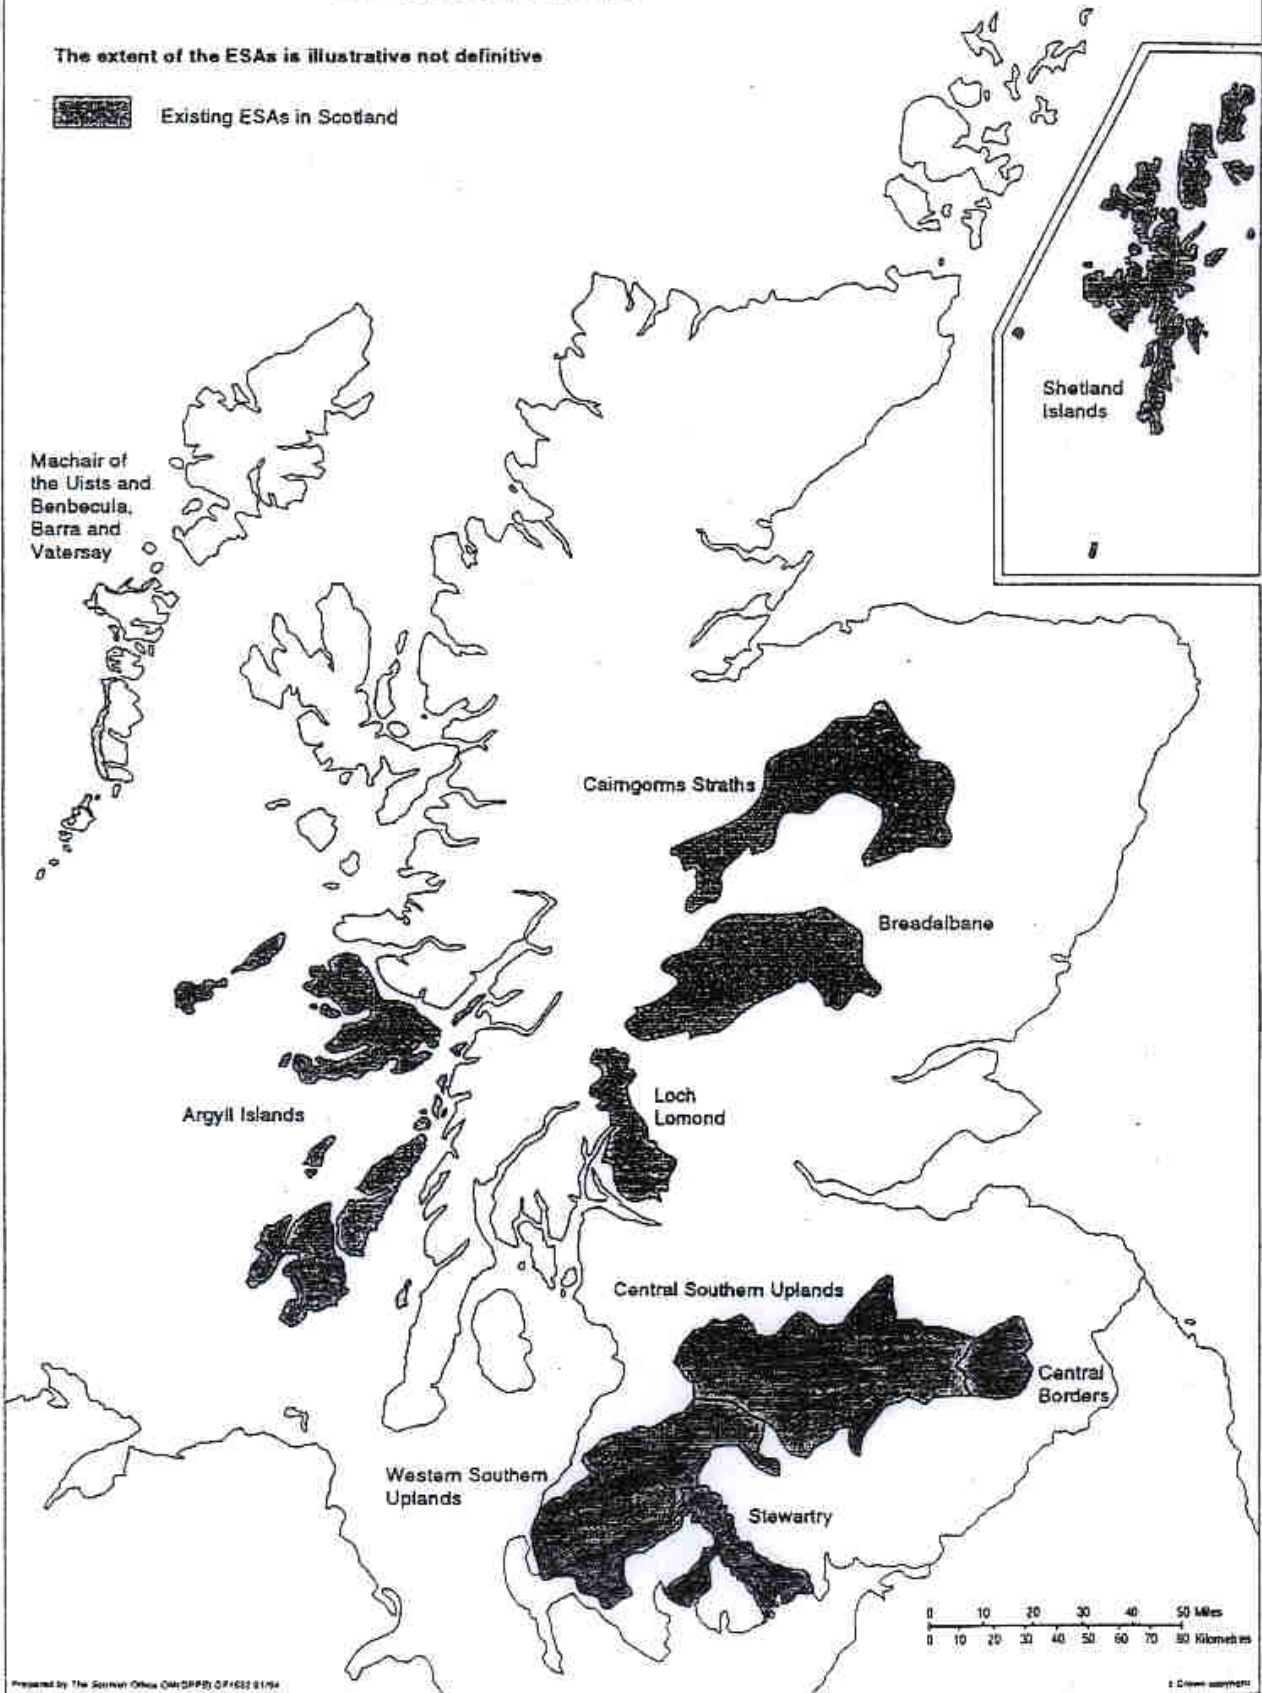 The extent of the ESAs is illustrative not definitive
Existing ESAs in Scotland
Shetland
Islands
Machair of
the Uists and
Benbecula,
Barra and
Vatersay
Cairngorms Straths
Breadalbane
Loch
Lomond
Argyll Islands
Central Southern Uplands
Central
Borders
Western Southern
Uplands
Stewartry
0 10 20 30 40 50 Miles
0 10 20 30 40 50 60 70 80 Kilometres
Prepared by The Scottish Office
© Crown copyright